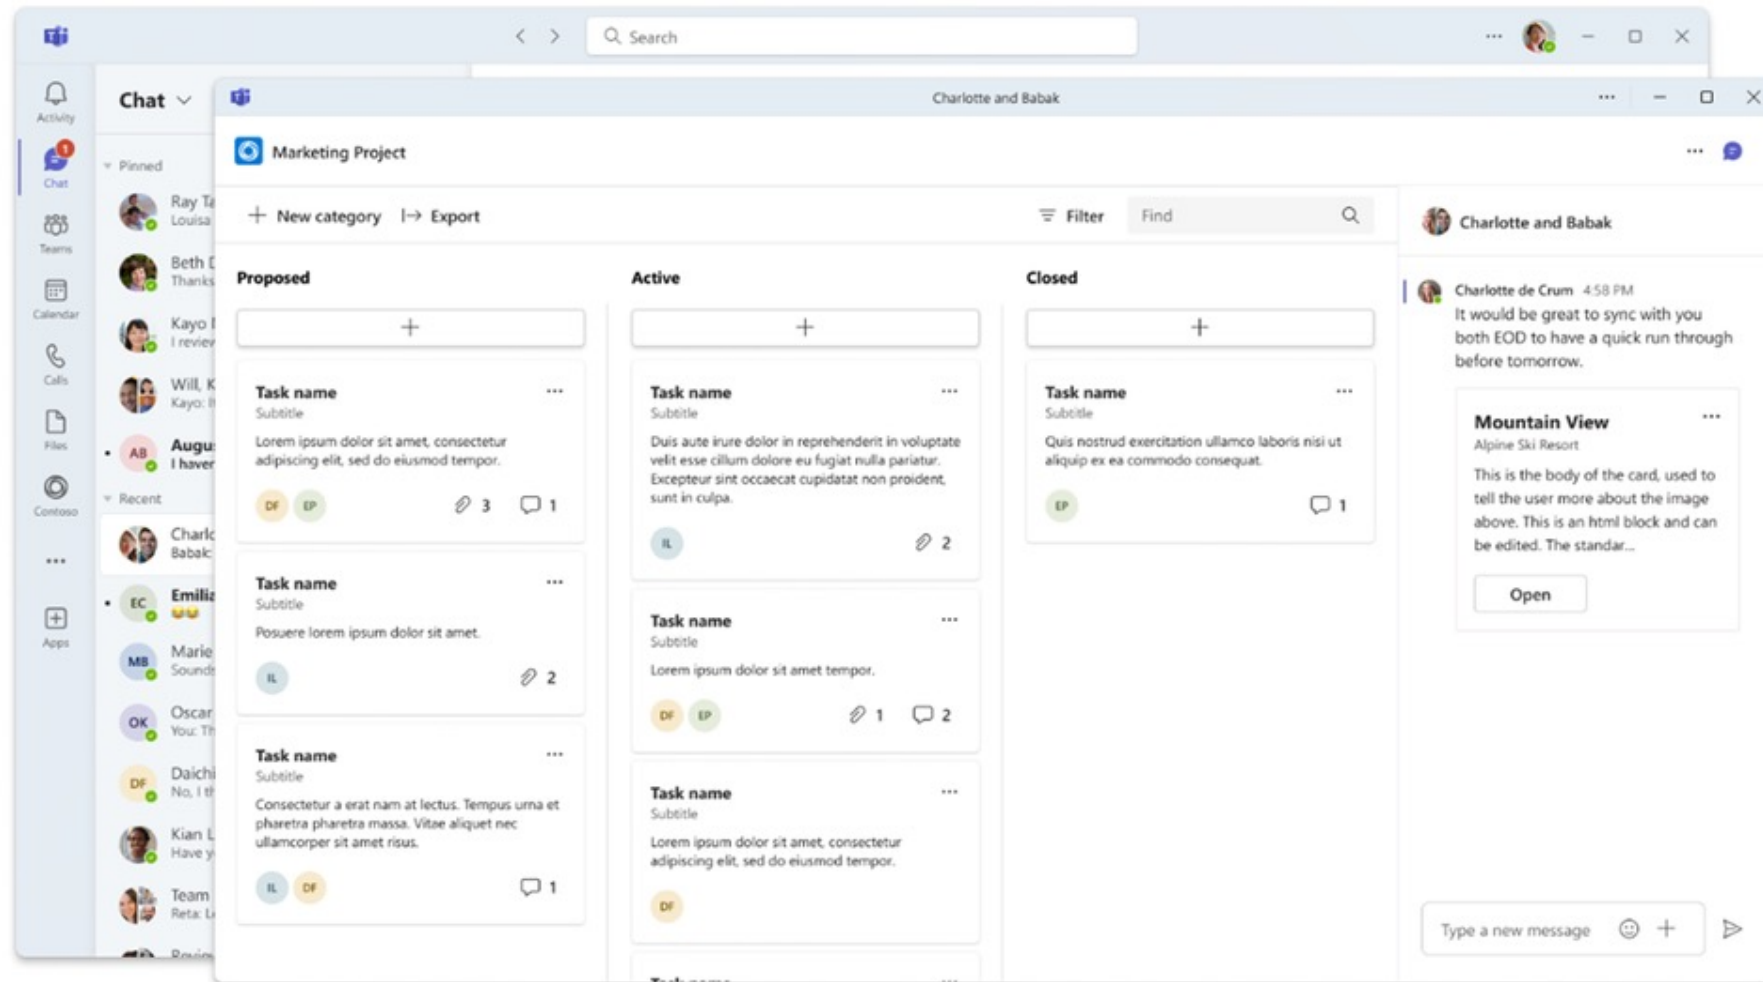 Search
Activity
Chat
1
Chat
Teams
Calendar
Calls
Files
Contoso
Apps
Pinned
Ray
Louisa
Beth
Thanks
Kayo
I review
Will, K
Kayo:
AB
Augu
I haven
Recent
Charlo
Babak:
EC
Emilia
MB
Marie
Sounds
OK
Oscar
You: Th
DF
Daichi
No, I th
Kian L
Have y
Team
Reta: L
Charlotte and Babak
Marketing Project
New category
Export
Filter
Find
Proposed
Task name
Subtitle
Lorem ipsum dolor sit amet, consectetur
adipiscing elit, sed do eiusmod tempor.
DF EP 3 1
Task name
Subtitle
Posuere lorem ipsum dolor sit amet.
IL 2
Task name
Subtitle
Consectetur a erat nam at lectus. Tempus urna et
pharetra pharetra massa. Vitae aliquet nec
ullamcorper sit amet risus.
IL DF 1
Active
Task name
Subtitle
Duis aute irure dolor in reprehenderit in voluptate
velit esse cillum dolore eu fugiat nulla pariatur.
Excepteur sint occaecat cupidatat non proident,
sunt in culpa.
IL 2
Task name
Subtitle
Lorem ipsum dolor sit amet tempor.
DF EP 1 2
Task name
Subtitle
Lorem ipsum dolor sit amet, consectetur
adipiscing elit, sed do eiusmod tempor.
DF
Closed
Task name
Subtitle
Quis nostrud exercitation ullamco laboris nisi ut
aliquip ex ea commodo consequat.
EP 1
Charlotte and Babak
Charlotte de Crum 4:58 PM
It would be great to sync with you
both EOD to have a quick run through
before tomorrow.
Mountain View
Alpine Ski Resort
This is the body of the card, used to
tell the user more about the image
above. This is an html block and can
be edited. The standar...
Open
Type a new message